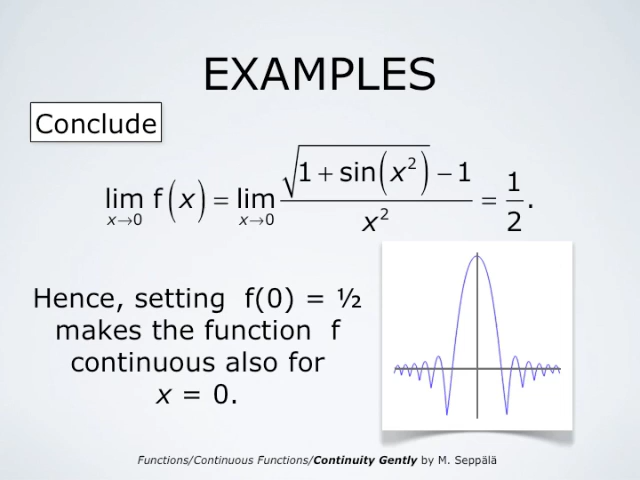 EXAMPLES
Conclude
lim f(x) = lim √(1 + sin(x²)) − 1 = 1
x→0 x→0 x² 2.
Hence, setting f(0) = ½
makes the function f
continuous also for
x = 0.
Functions/Continuous Functions/Continuity Gently by M. Seppälä